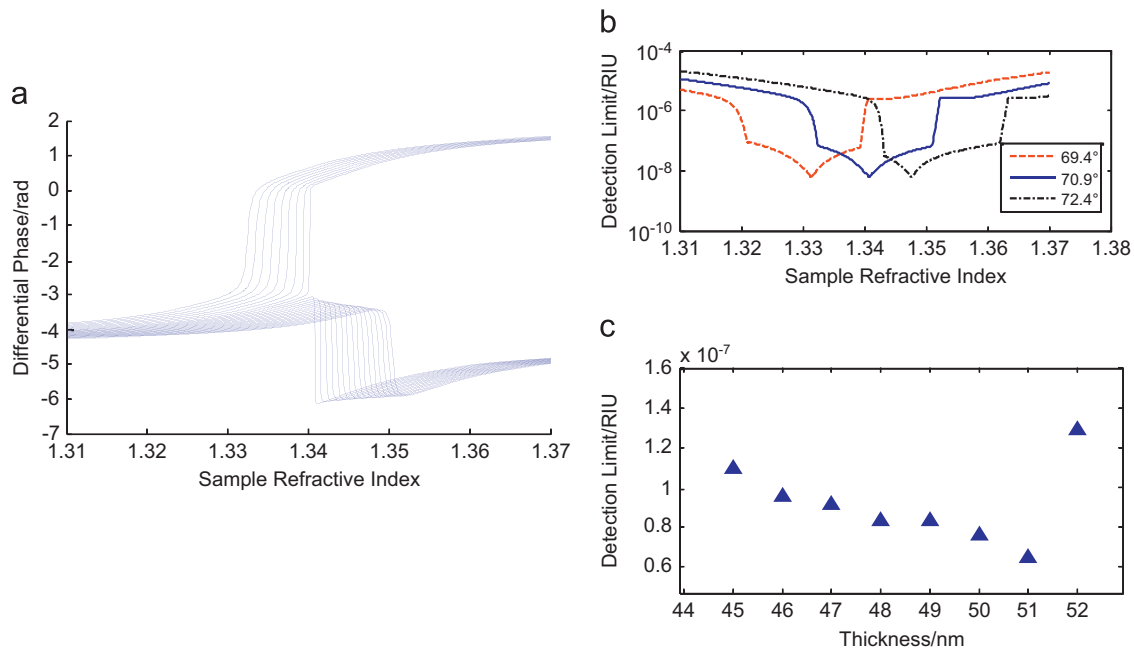 a
Differential Phase/rad
2
1
0
-1
-2
-3
-4
-5
-6
-7
1.31 1.32 1.33 1.34 1.35 1.36 1.37
Sample Refractive Index
b
Detection Limit/RIU
10-4
10-6
10-8
10-10
69.4°
70.9°
72.4°
1.31 1.32 1.33 1.34 1.35 1.36 1.37 1.38
Sample Refractive Index
c
x 10-7
Detection Limit/RIU
1.6
1.4
1.2
1
0.8
0.6
44 45 46 47 48 49 50 51 52
Thickness/nm